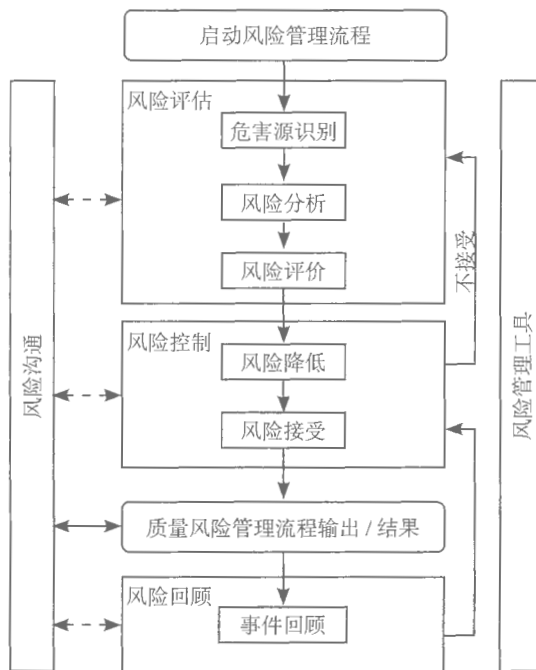 启动风险管理流程
风险评估
危害源识别
风险分析
风险评价
不接受
风险控制
风险降低
风险接受
风险沟通
风险管理工具
质量风险管理流程输出/结果
风险回顾
事件回顾